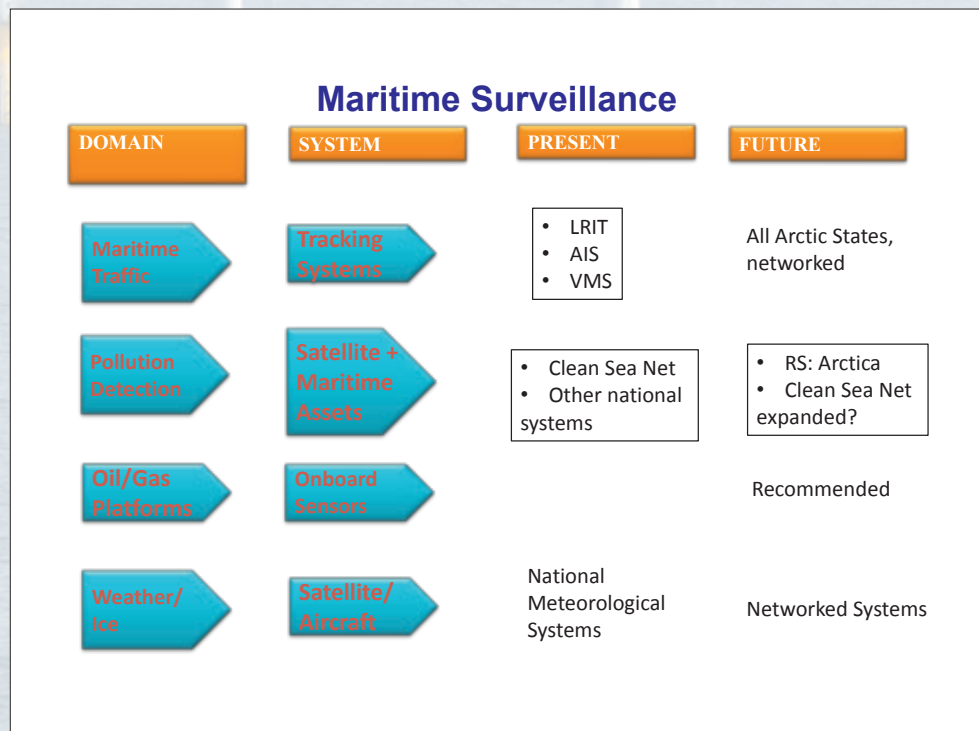 Maritime Surveillance
DOMAIN
SYSTEM
PRESENT
FUTURE
Maritime
Traffic
Tracking
Systems
• LRIT
• AIS
• VMS
All Arctic States,
networked
Pollution
Detection
Satellite +
Maritime
Assets
• Clean Sea Net
• Other national
systems
• RS: Arctica
• Clean Sea Net
expanded?
Oil/Gas
Platforms
Onboard
Sensors
Recommended
Weather/
Ice
Satellite/
Aircraft
National
Meteorological
Systems
Networked Systems